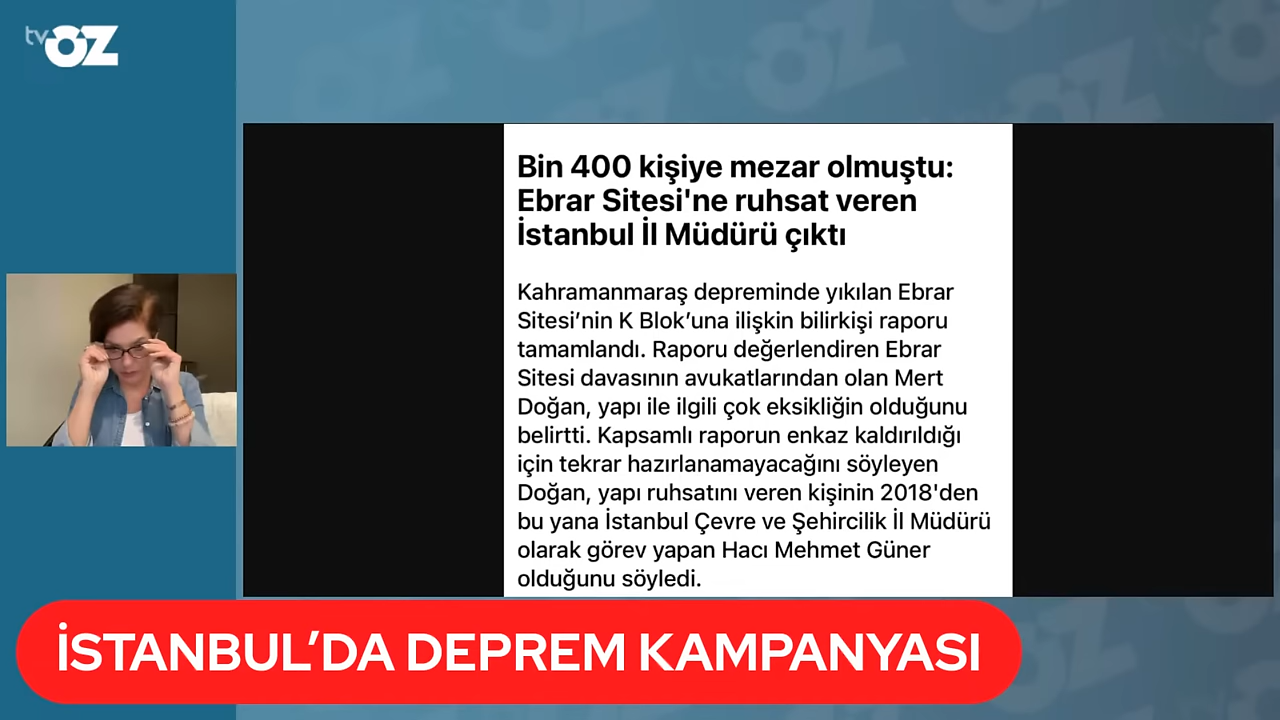 tv ÖZ
Bin 400 kişiye mezar olmuştu:
Ebrar Sitesi'ne ruhsat veren
İstanbul İl Müdürü çıktı
Kahramanmaraş depreminde yıkılan Ebrar
Sitesi’nin K Blok’una ilişkin bilirkişi raporu
tamamlandı. Raporu değerlendiren Ebrar
Sitesi davasının avukatlarından olan Mert
Doğan, yapı ile ilgili çok eksikliğin olduğunu
belirtti. Kapsamlı raporun enkaz kaldırıldığı
için tekrar hazırlanamayacağını söyleyen
Doğan, yapı ruhsatını veren kişinin 2018'den
bu yana İstanbul Çevre ve Şehircilik İl Müdürü
olarak görev yapan Hacı Mehmet Güner
olduğunu söyledi.
İSTANBUL’DA DEPREM KAMPANYASI